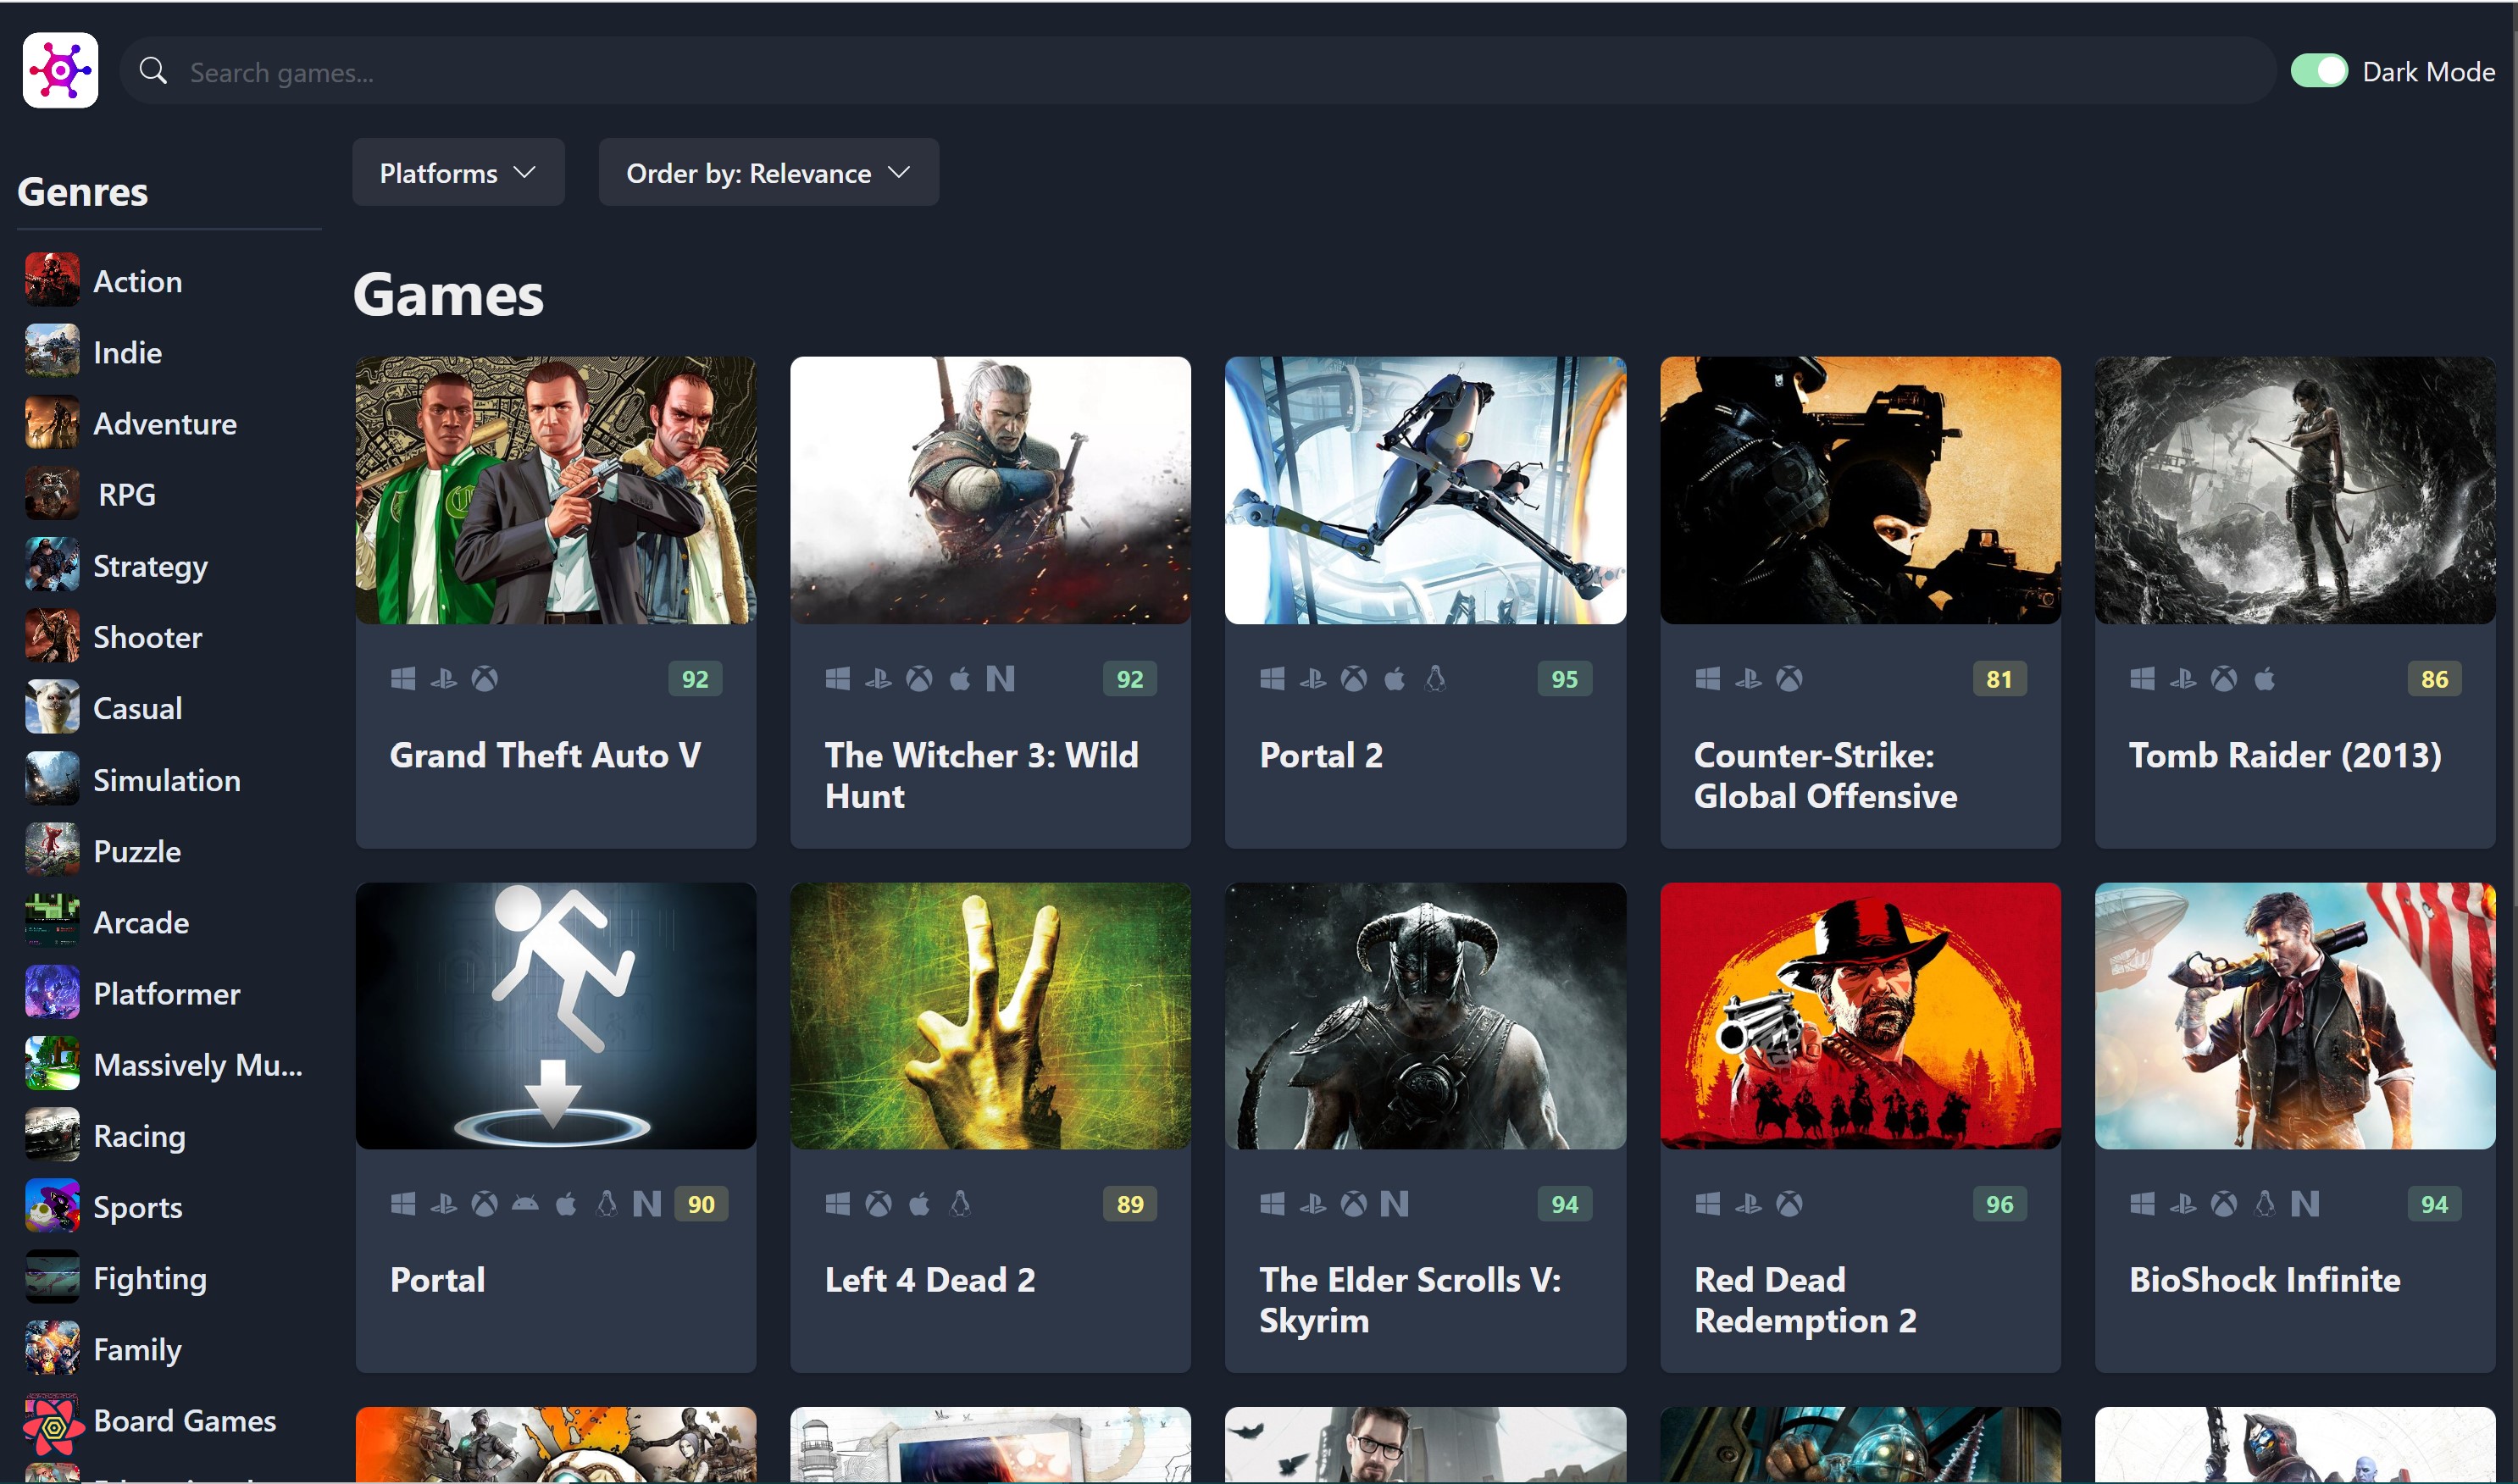 Search games...
Dark Mode
Platforms
Order by: Relevance
Genres
Action
Indie
Adventure
RPG
Strategy
Shooter
Casual
Simulation
Puzzle
Arcade
Platformer
Massively Mu...
Racing
Sports
Fighting
Family
Board Games
Games
92
Grand Theft Auto V
92
The Witcher 3: Wild
Hunt
95
Portal 2
81
Counter-Strike:
Global Offensive
86
Tomb Raider (2013)
90
Portal
89
Left 4 Dead 2
94
The Elder Scrolls V:
Skyrim
96
Red Dead
Redemption 2
94
BioShock Infinite